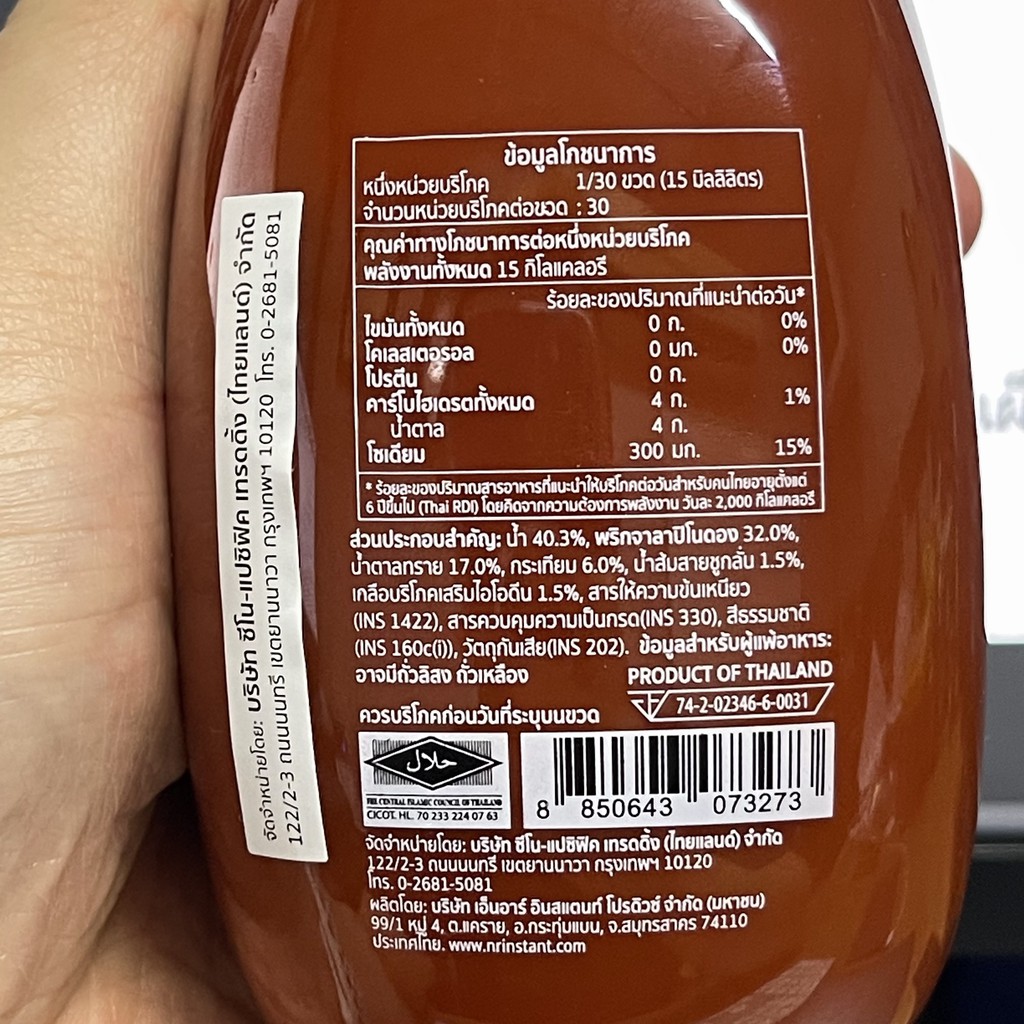 ข้อมูลโภชนาการ
หนึ่งหน่วยบริโภค 1/30 ขวด (15 มิลลิลิตร)
จำนวนหน่วยบริโภคต่อขวด : 30
คุณค่าทางโภชนาการต่อหนึ่งหน่วยบริโภค
พลังงานทั้งหมด 15 กิโลแคลอรี
ร้อยละของปริมาณที่แนะนำต่อวัน*
ไขมันทั้งหมด 0 ก. 0%
โคเลสเตอรอล 0 มก. 0%
โปรตีน 0 ก.
คาร์โบไฮเดรตทั้งหมด 4 ก. 1%
น้ำตาล 4 ก.
โซเดียม 300 มก. 15%
* ร้อยละของปริมาณสารอาหารที่แนะนำให้บริโภคต่อวันสำหรับคนไทยอายุตั้งแต่
6 ปีขึ้นไป (Thai RDI) โดยคิดจากความต้องการพลังงาน วันละ 2,000 กิโลแคลอรี
ส่วนประกอบสำคัญ: น้ำ 40.3%, พริกจาลาปิโนดอง 32.0%,
น้ำตาลทราย 17.0%, กระเทียม 6.0%, น้ำส้มสายชูกลั่น 1.5%,
เกลือบริโภคเสริมไอโอดีน 1.5%, สารให้ความข้นเหนียว
(INS 1422), สารควบคุมความเป็นกรด(INS 330), สีธรรมชาติ
(INS 160c(i)), วัตถุกันเสีย(INS 202). ข้อมูลสำหรับผู้แพ้อาหาร:
อาจมีถั่วลิสง ถั่วเหลือง
PRODUCT OF THAILAND
74-2-02346-6-0031
ควรบริโภคก่อนวันที่ระบุบนขวด
حلال
THE CENTRAL ISLAMIC COUNCIL OF THAILAND
CICOT. HL. 70 233 224 07 63
8 850643 073273
จัดจำหน่ายโดย: บริษัท ซีโน-แปซิฟิค เทรดดิ้ง (ไทยแลนด์) จำกัด
122/2-3 ถนนนนทรี เขตยานนาวา กรุงเทพฯ 10120
โทร. 0-2681-5081
ผลิตโดย: บริษัท เอ็นอาร์ อินสแตนท์ โปรดิวซ์ จำกัด (มหาชน)
99/1 หมู่ 4, ต.แคราย, อ.กระทุ่มแบน, จ.สมุทรสาคร 74110
ประเทศไทย. www.nrinstant.com
จัดจำหน่ายโดย: บริษัท ซีโน-แปซิฟิค เทรดดิ้ง (ไทยแลนด์) จำกัด
122/2-3 ถนนนนทรี เขตยานนาวา กรุงเทพฯ 10120 โทร. 0-2681-5081